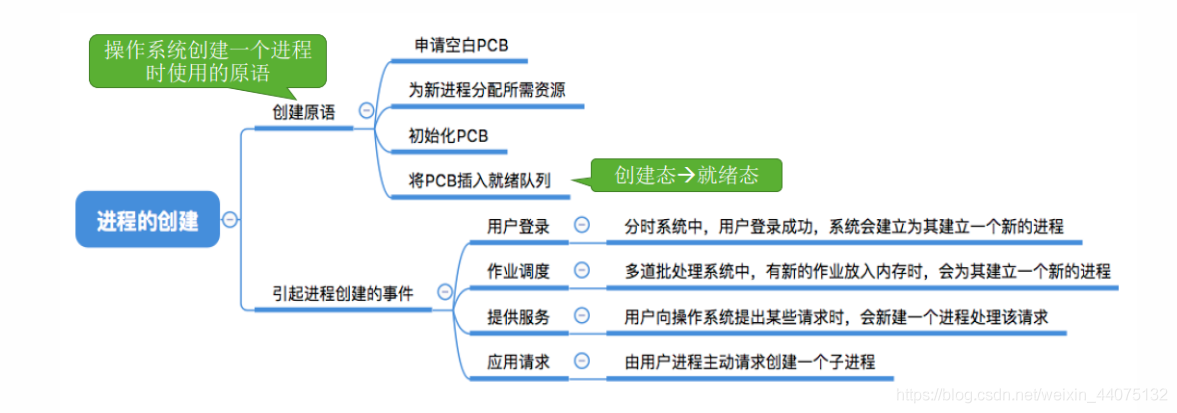 操作系统创建一个进程
时使用的原语
申请空白PCB
为新进程分配所需资源
创建原语
初始化PCB
将PCB插入就绪队列
创建态→就绪态
进程的创建
用户登录
分时系统中，用户登录成功，系统会建立为其建立一个新的进程
作业调度
多道批处理系统中，有新的作业放入内存时，会为其建立一个新的进程
引起进程创建的事件
提供服务
用户向操作系统提出某些请求时，会新建一个进程处理该请求
应用请求
由用户进程主动请求创建一个子进程
https://blog.csdn.net/weixin_44075132